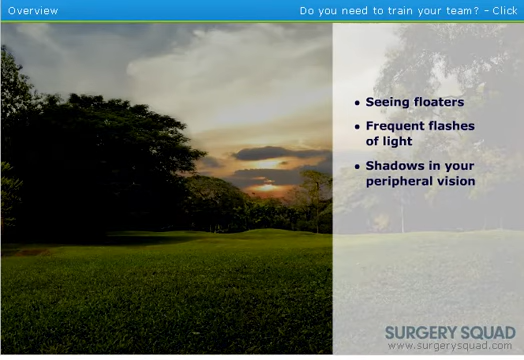 Overview
Do you need to train your team? – Click
• Seeing floaters
• Frequent flashes
of light
• Shadows in your
peripheral vision
SURGERY SQUAD
www.surgerysquad.com